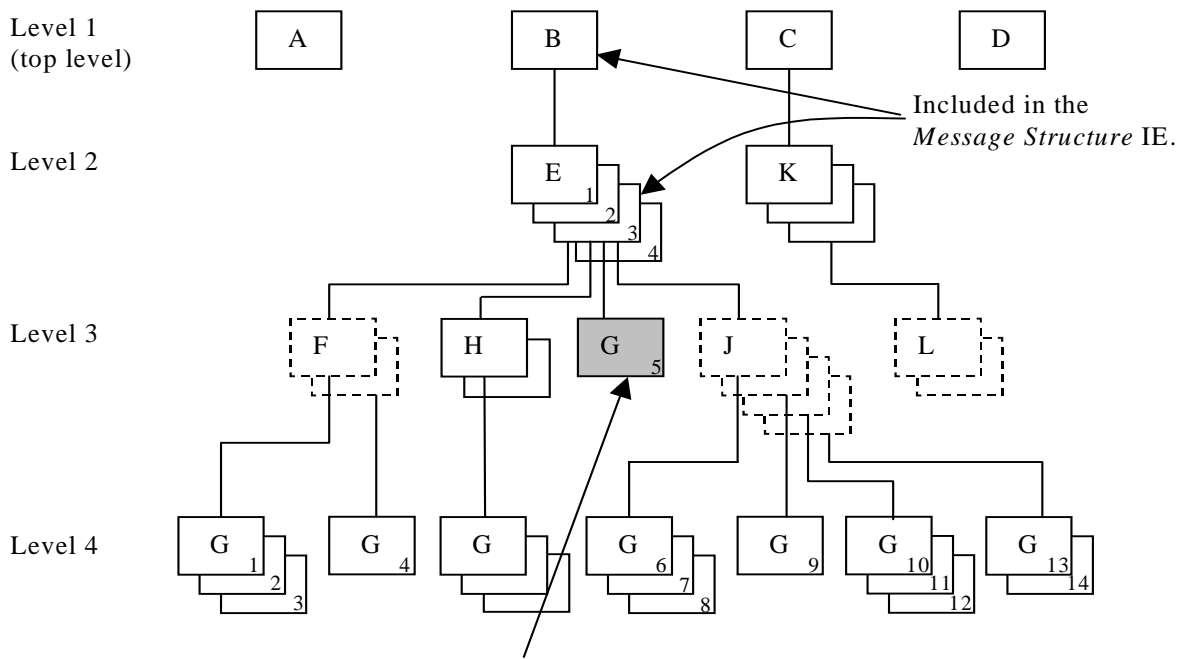 Level 1
(top level)
A
B
C
D
Included in the
Message Structure IE.
Level 2
E
1
2
3
4
K
Level 3
F
H
G
5
J
L
Level 4
G
1
2
3
G
4
G
G
6
7
8
G
9
G
10
11
12
G
13
14